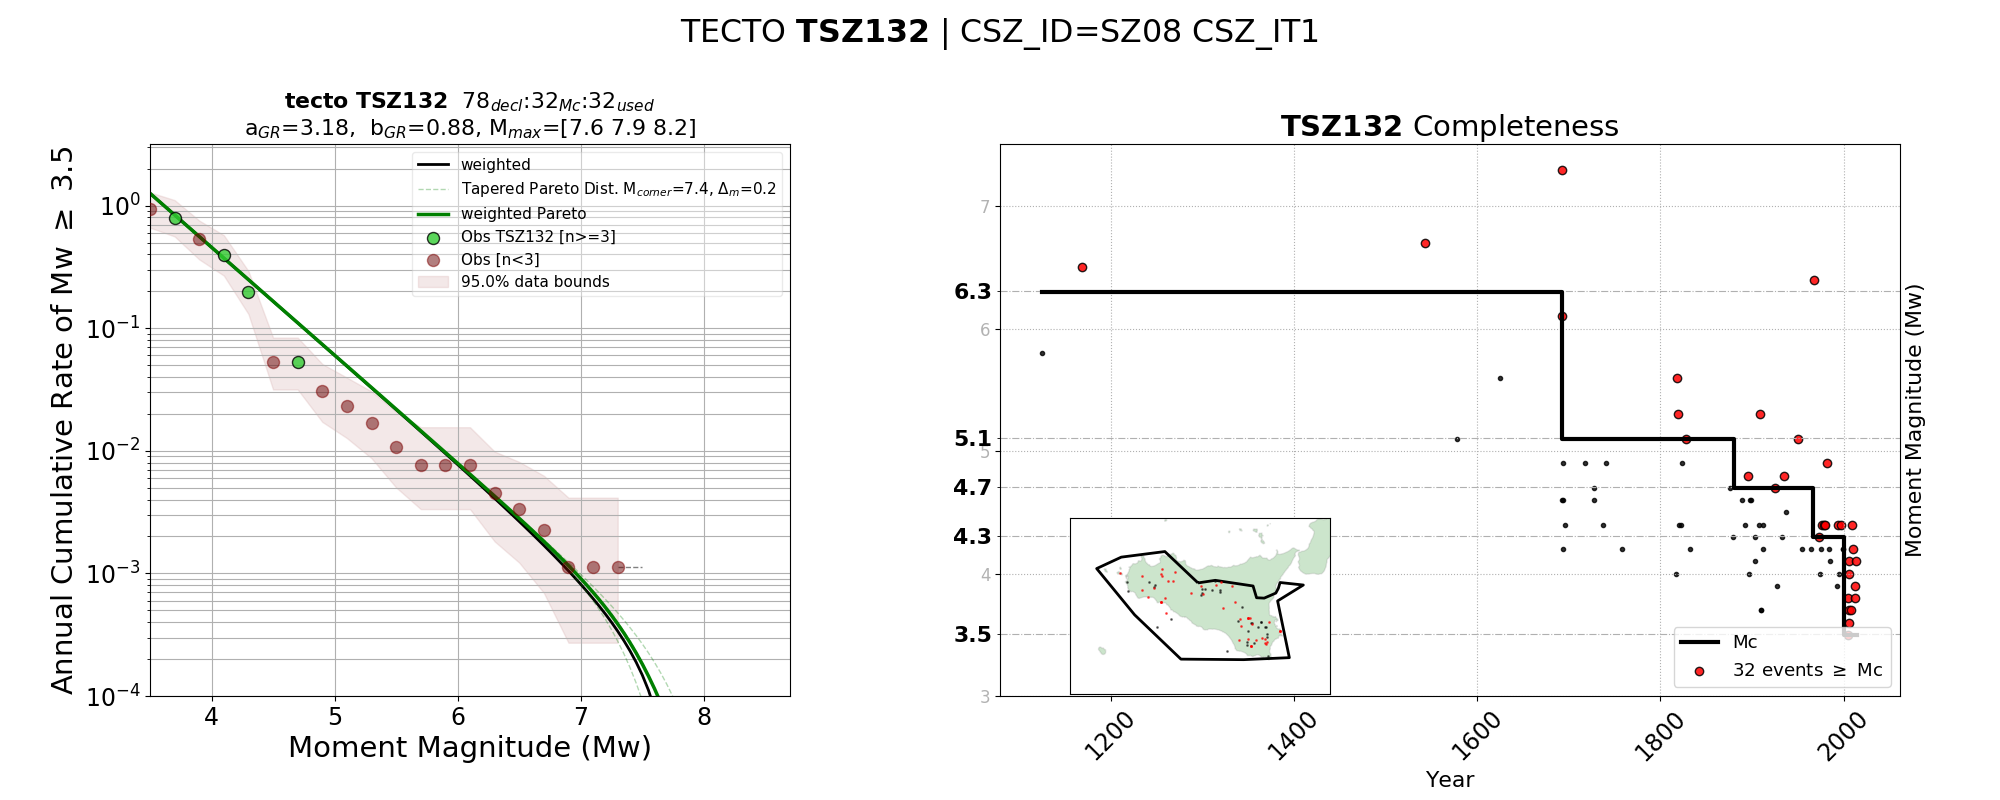 TECTO TSZ132 | CSZ_ID=SZ08 CSZ_IT1
tecto TSZ132 78decl:32Mc:32used
aGR=3.18, bGR=0.88, Mmax=[7.6 7.9 8.2]
Annual Cumulative Rate of Mw ≥ 3.5
10^0
10^-1
10^-2
10^-3
10^-4
weighted
Tapered Pareto Dist. Mcorner=7.4, Δm=0.2
weighted Pareto
Obs TSZ132 [n>=3]
Obs [n<3]
95.0% data bounds
4 5 6 7 8
Moment Magnitude (Mw)
TSZ132 Completeness
7
6.3
6
5.1
5
4.7
4.3
4
3.5
3
Moment Magnitude (Mw)
Mc
32 events ≥ Mc
1200 1400 1600 1800 2000
Year